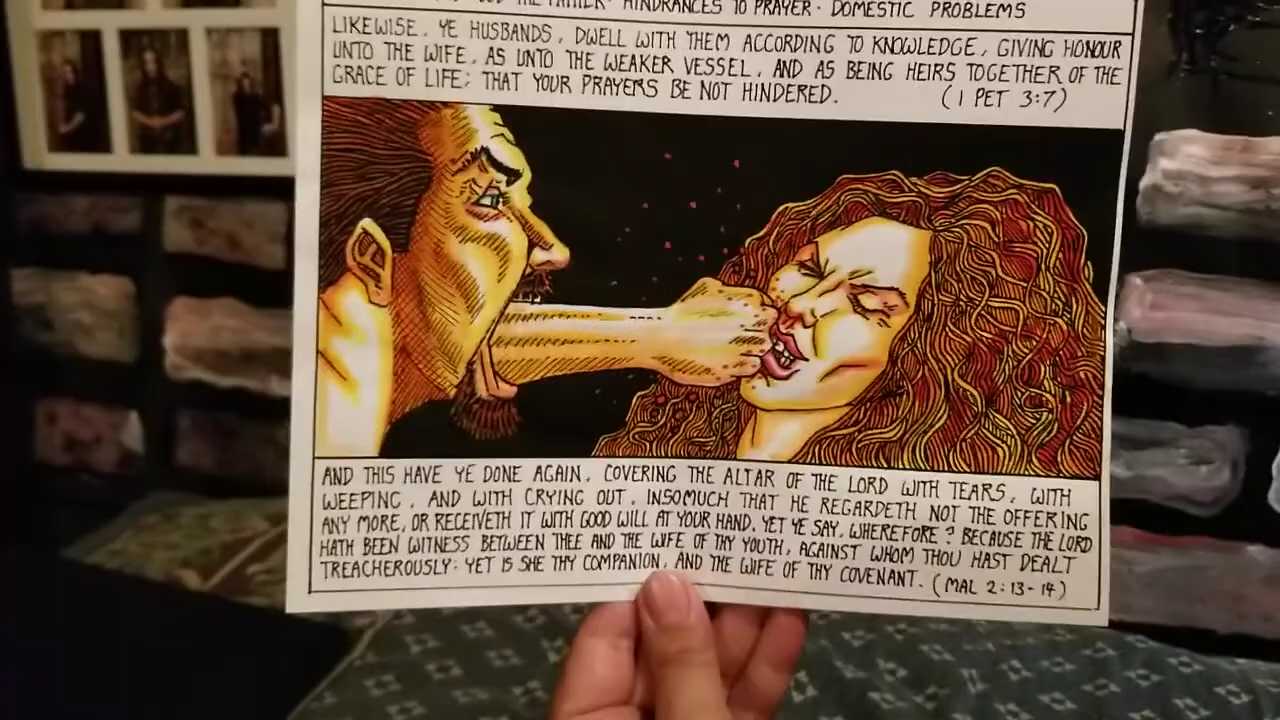 THE FATHER · HINDRANCES TO PRAYER · DOMESTIC PROBLEMS
LIKEWISE, YE HUSBANDS, DWELL WITH THEM ACCORDING TO KNOWLEDGE, GIVING HONOUR
UNTO THE WIFE, AS UNTO THE WEAKER VESSEL, AND AS BEING HEIRS TOGETHER OF THE
GRACE OF LIFE; THAT YOUR PRAYERS BE NOT HINDERED. (1 PET 3:7)
AND THIS HAVE YE DONE AGAIN, COVERING THE ALTAR OF THE LORD WITH TEARS, WITH
WEEPING, AND WITH CRYING OUT, INSOMUCH THAT HE REGARDETH NOT THE OFFERING
ANY MORE, OR RECEIVETH IT WITH GOOD WILL AT YOUR HAND. YET YE SAY, WHEREFORE? BECAUSE THE LORD
HATH BEEN WITNESS BETWEEN THEE AND THE WIFE OF THY YOUTH, AGAINST WHOM THOU HAST DEALT
TREACHEROUSLY: YET IS SHE THY COMPANION, AND THE WIFE OF THY COVENANT. (MAL 2:13-14)